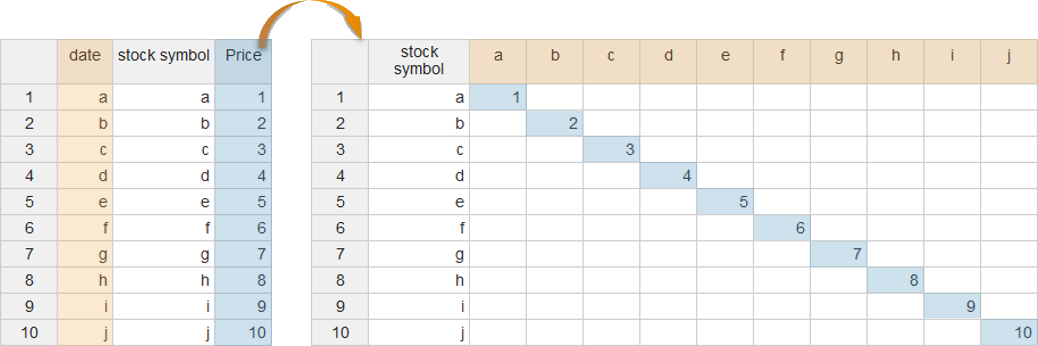 date stock symbol Price
1 a a 1
2 b b 2
3 c c 3
4 d d 4
5 e e 5
6 f f 6
7 g g 7
8 h h 8
9 i i 9
10 j j 10
stock
symbol a b c d e f g h i j
1 a 1
2 b 2
3 c 3
4 d 4
5 e 5
6 f 6
7 g 7
8 h 8
9 i 9
10 j 10